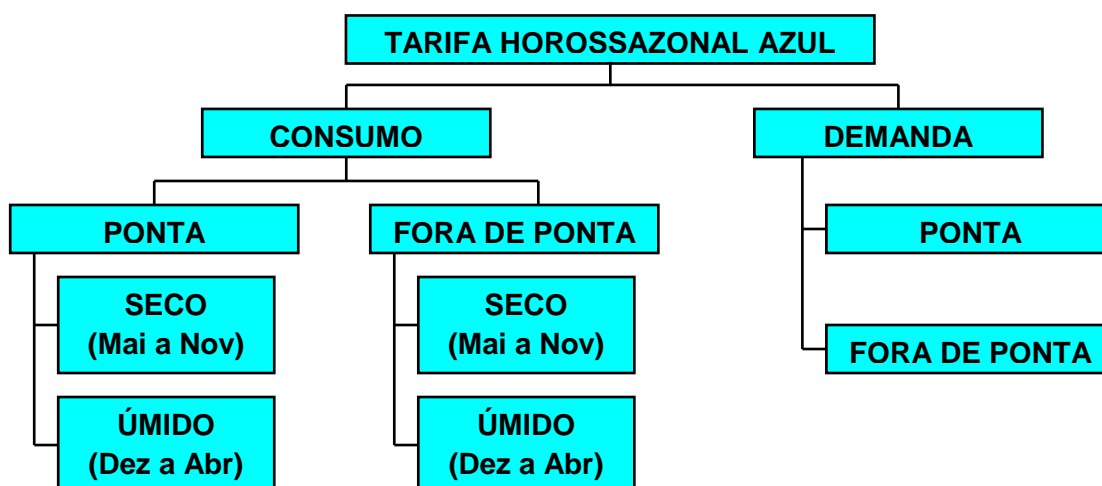 TARIFA HOROSSAZONAL AZUL
CONSUMO
DEMANDA
PONTA
FORA DE PONTA
PONTA
SECO
(Mai a Nov)
SECO
(Mai a Nov)
FORA DE PONTA
ÚMIDO
(Dez a Abr)
ÚMIDO
(Dez a Abr)